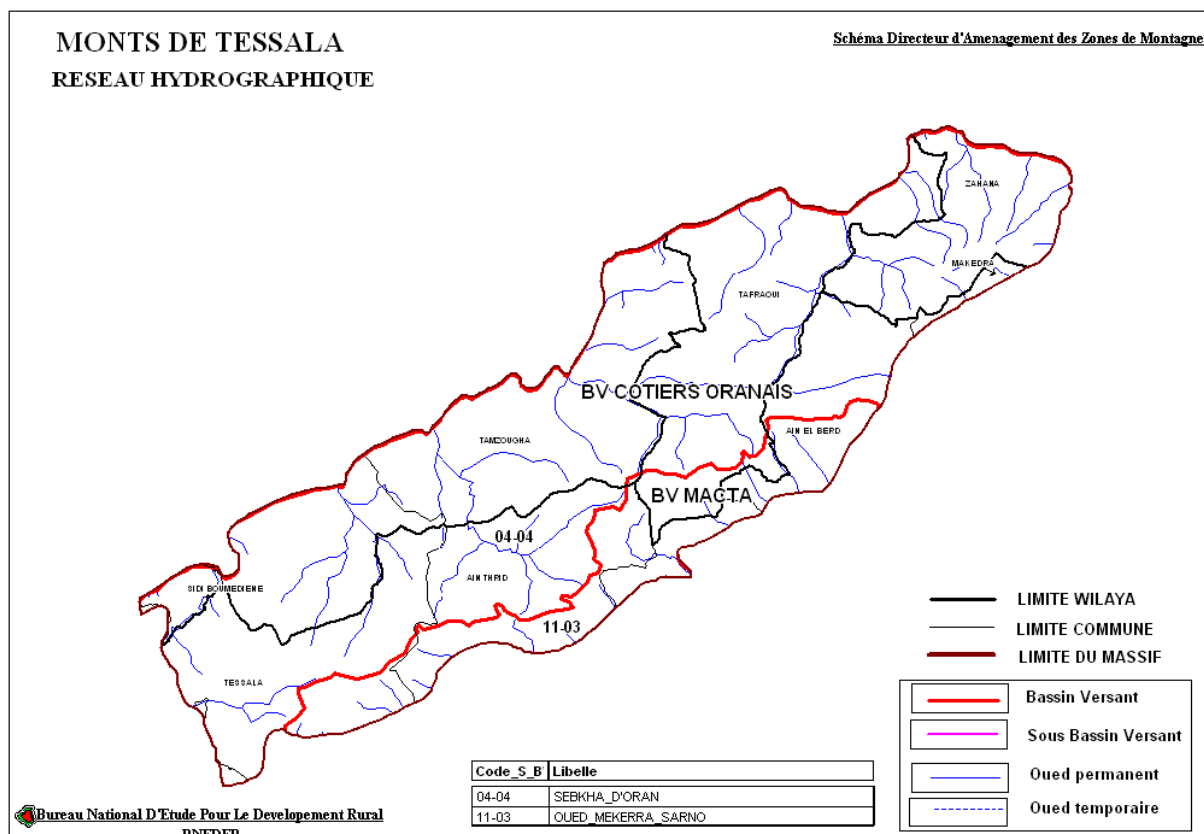 MONTS DE TESSALA
RESEAU HYDROGRAPHIQUE
Schéma Directeur d'Amenagement des Zones de Montagne
ZAHANA
MAKEDRA
TAFRAOUI
BV COTIERS ORANAIS
TAMZOUGHA
AIN EL BERD
BV MACTA
04-04
AIN THRID
SIDI BOUMEDIENE
11-03
TESSALA
LIMITE WILAYA
LIMITE COMMUNE
LIMITE DU MASSIF
Bassin Versant
Sous Bassin Versant
Oued permanent
Oued temporaire
Code_S_B Libelle
04-04 SEBKHA_D'ORAN
11-03 OUED_MEKERRA_SARNO
Bureau National D'Etude Pour Le Developement Rural
BNEDER